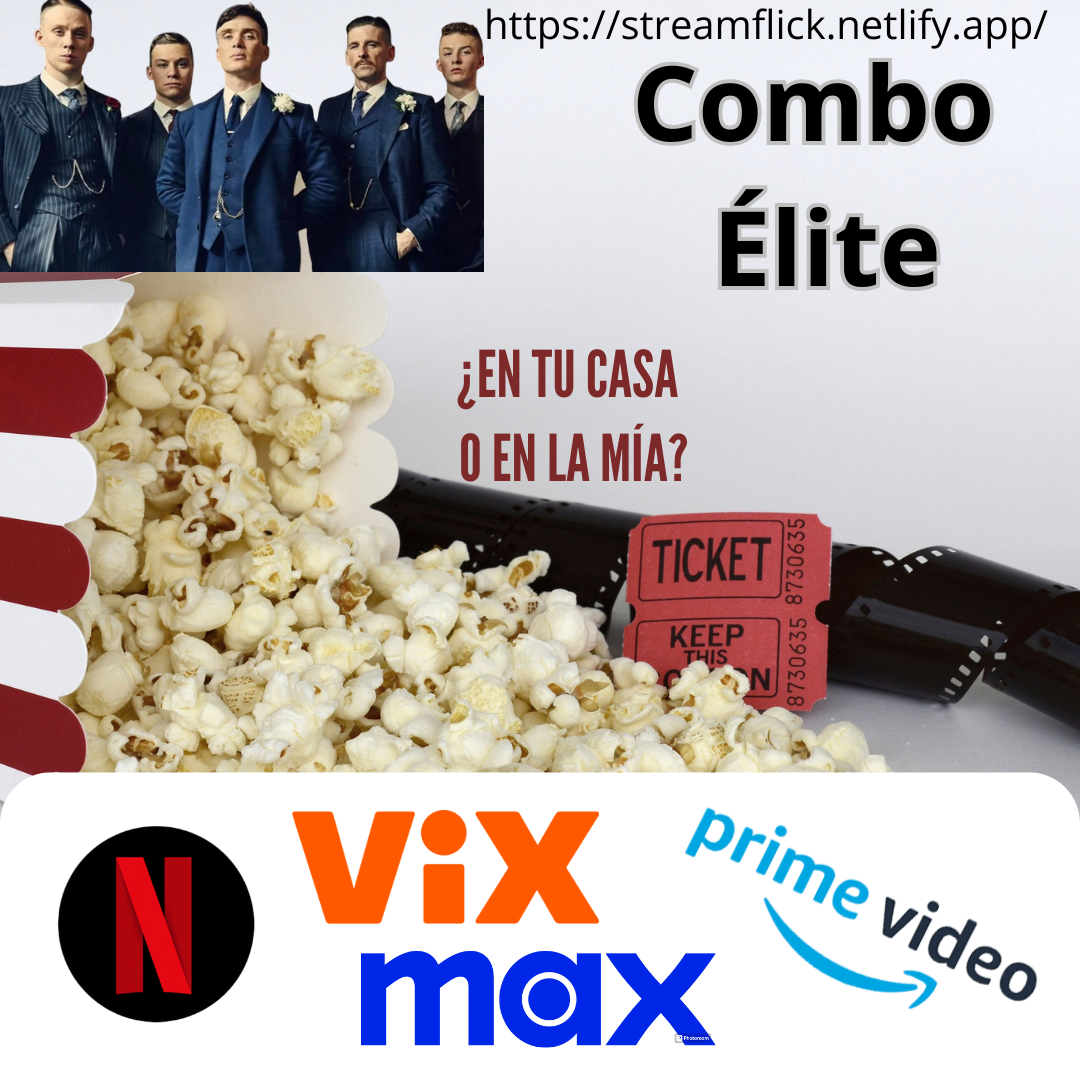 https://streamflick.netlify.app/
Combo
Élite
¿EN TU CASA
O EN LA MÍA?
TICKET
8730635
KEEP
THIS
8730635
N
ViX
prime video
max
Photoroom